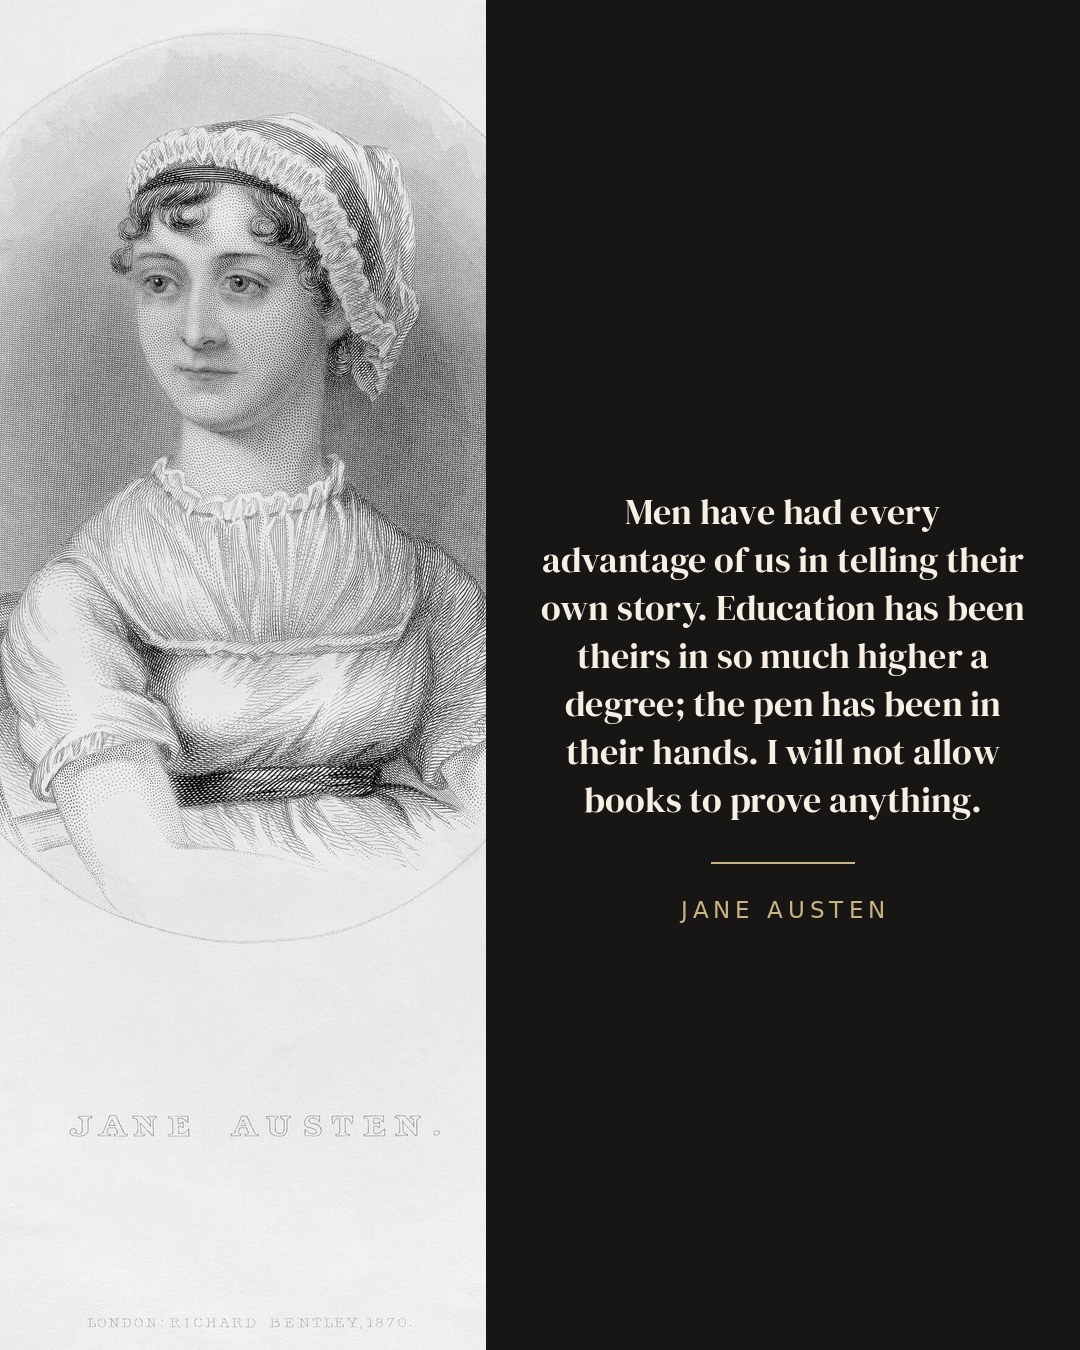 Men have had every
advantage of us in telling their
own story. Education has been
theirs in so much higher a
degree; the pen has been in
their hands. I will not allow
books to prove anything.
JANE AUSTEN
JANE AUSTEN.
LONDON: RICHARD BENTLEY, 1870.